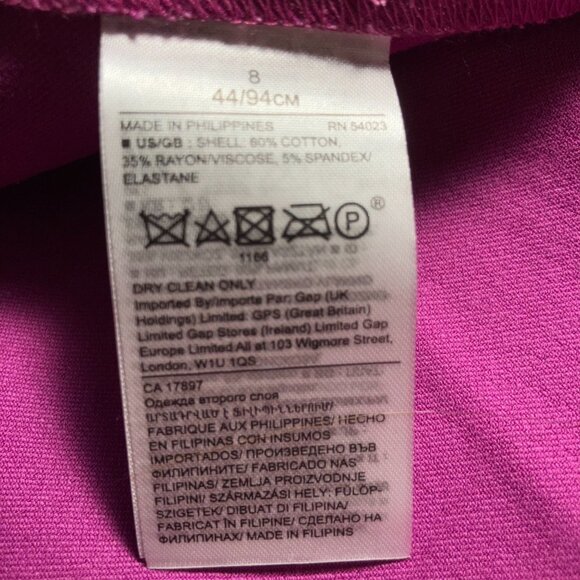 8
44/94CM
MADE IN PHILIPPINES RN 54023
■ US/GB : SHELL: 60% COTTON,
35% RAYON/VISCOSE, 5% SPANDEX/
ELASTANE
P ®
1166
DRY CLEAN ONLY
Imported By/Importe Par: Gap (UK
Holdings) Limited: GPS (Great Britain)
Limited Gap Stores (Ireland) Limited Gap
Europe Limited All at 103 Wigmore Street,
London, W1U 1QS
CA 17897
Одежда второго слоя
ԱՐՏԱԴՐՎԱԾ Է ՖԻԼԻՊԻՆՆԵՐՈՒՄ/
FABRIQUE AUX PHILIPPINES/ HECHO
EN FILIPINAS CON INSUMOS
IMPORTADOS/ ПРОИЗВЕДЕНО ВЪВ
ФИЛИПИНИТЕ/ FABRICADO NAS
FILIPINAS/ ZEMLJA PROIZVODNJE
FILIPINI/ SZÁRMAZÁSI HELY: FÜLÖP-
SZIGETEK/ DIBUAT DI FILIPINA/
FABRICAT ÎN FILIPINE/ СДЕЛАНО НА
MADE IN FILIPINS